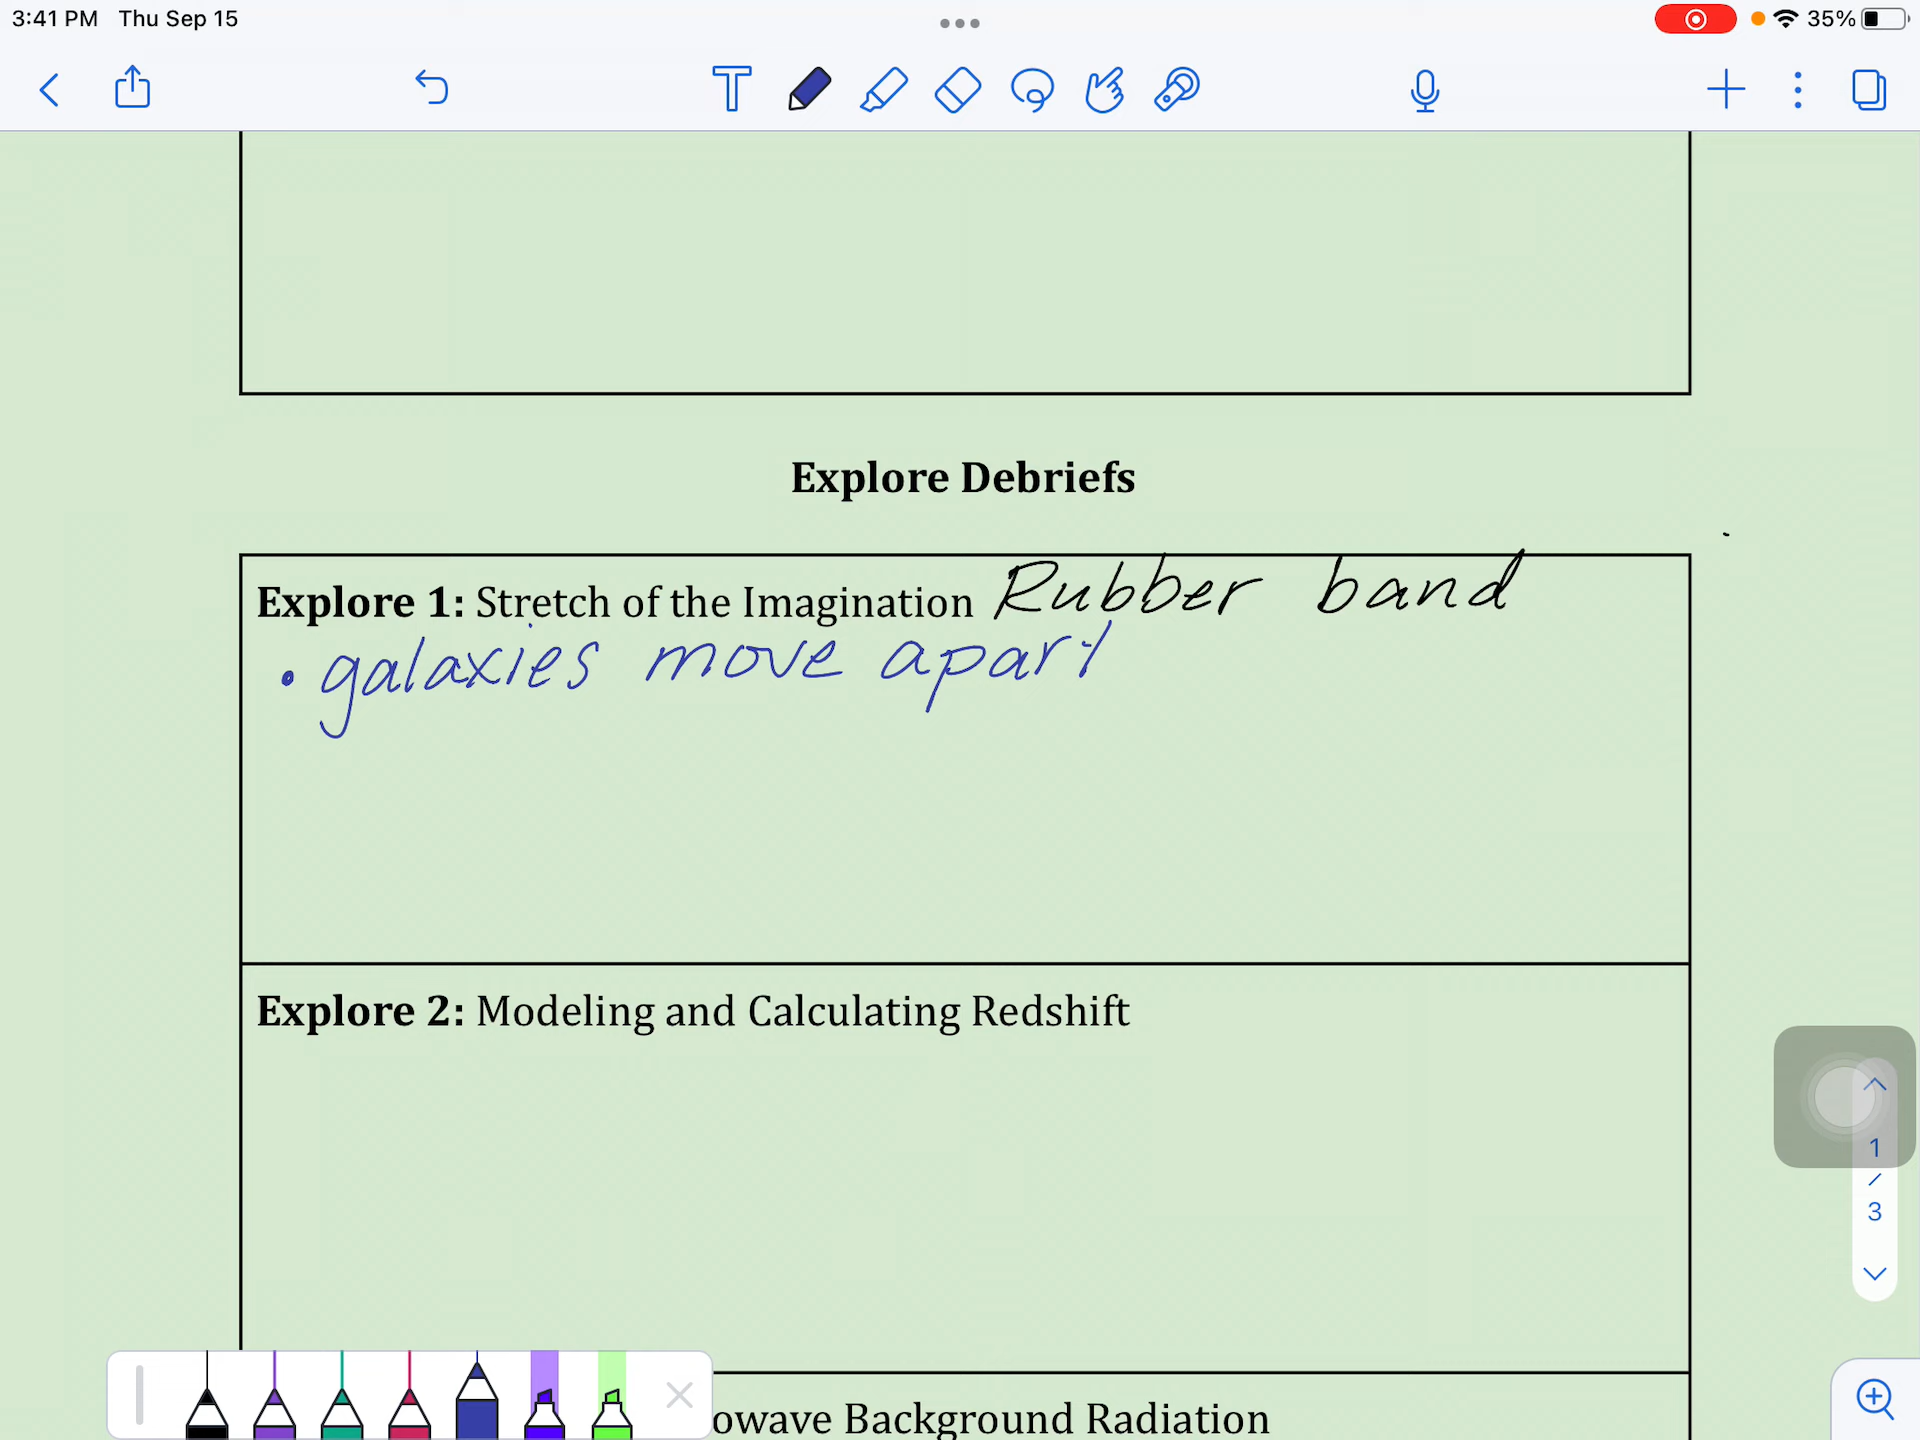 3:41 PM Thu Sep 15
35%
Explore Debriefs
Explore 1: Stretch of the Imagination Rubber band
• galaxies move apart
Explore 2: Modeling and Calculating Redshift
1
/
3
owave Background Radiation